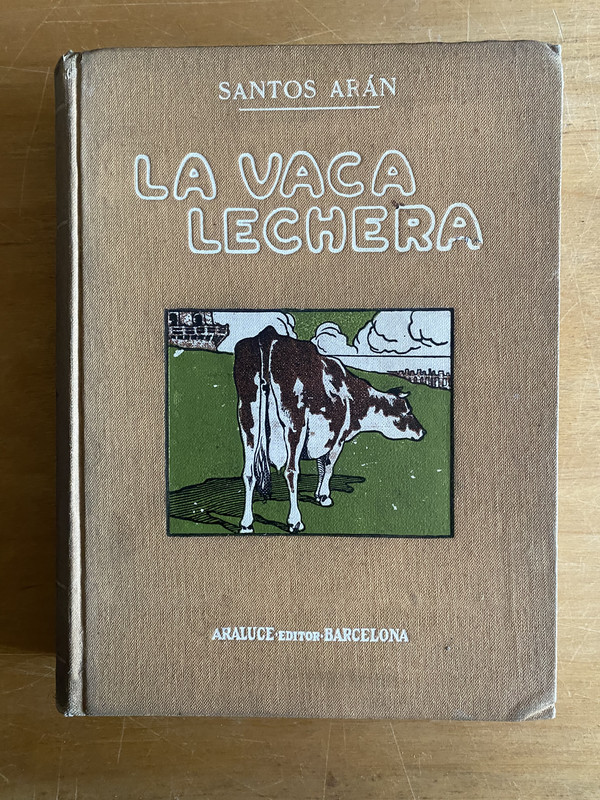 SANTOS ARÁN
LA VACA
LECHERA
ARALUCE·EDITOR·BARCELONA